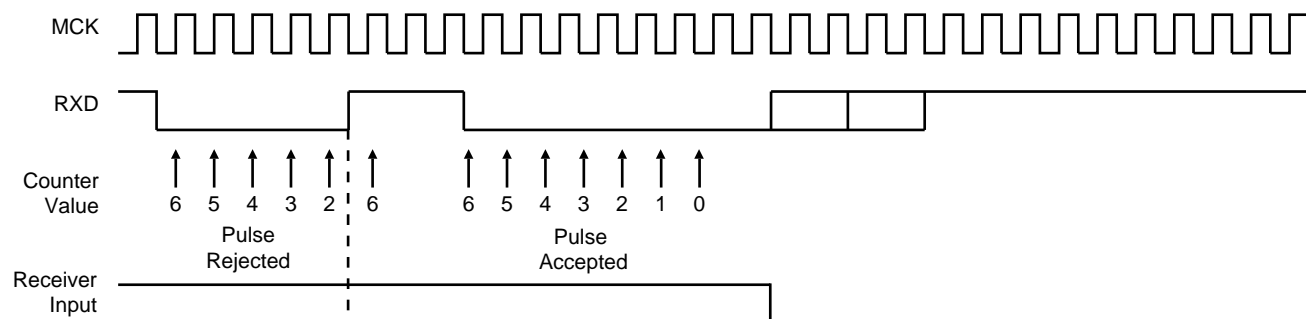 MCK
RXD
Counter
Value
6 5 4 3 2 6 6 5 4 3 2 1 0
Pulse
Rejected
Pulse
Accepted
Receiver
Input